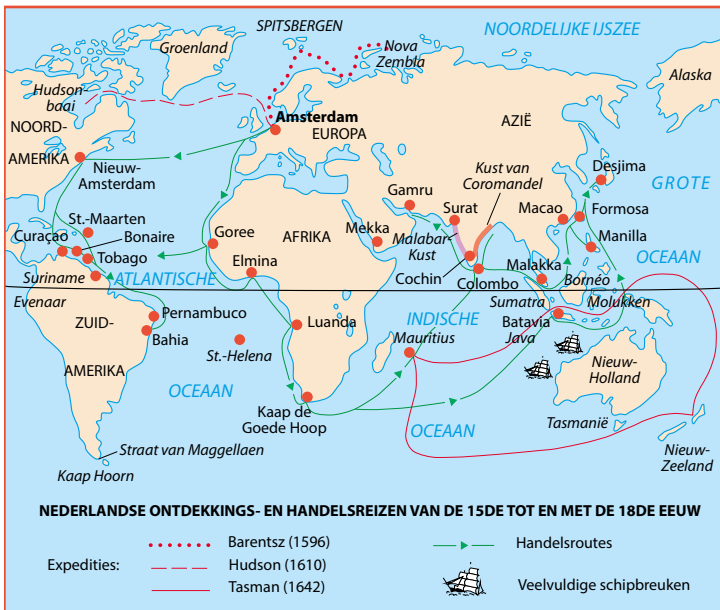 SPITSBERGEN
NOORDELIJKE IJSZEE
Groenland
Nova
Zembla
Alaska
Hudson-
baai
Amsterdam
NOORD-
AMERIKA
EUROPA
AZIË
Nieuw-
Amsterdam
Desjima
Kust van
Coromandel
Gamru
Surat
GROTE
St.-Maarten
Macao
Formosa
Curaçao
Bonaire
Goree
AFRIKA
Mekka
Malabar-
Kust
Manilla
Tobago
Elmina
OCEAAN
Suriname
ATLANTISCHE
Cochin
Colombo
Malakka
Bornéo
Evenaar
Sumatra
Molukken
ZUID-
Pernambuco
Luanda
INDISCHE
Batavia
Bahia
St.-Helena
Mauritius
Java
AMERIKA
Nieuw-
Holland
OCEAAN
Kaap de
Goede Hoop
OCEAAN
Tasmanië
Straat van Maggellaen
Nieuw-
Zeeland
Kaap Hoorn
NEDERLANDSE ONTDEKKINGS- EN HANDELSREIZEN VAN DE 15DE TOT EN MET DE 18DE EEUW
Barentsz (1596)
Handelsroutes
Expedities:
Hudson (1610)
Tasman (1642)
Veelvuldige schipbreuken